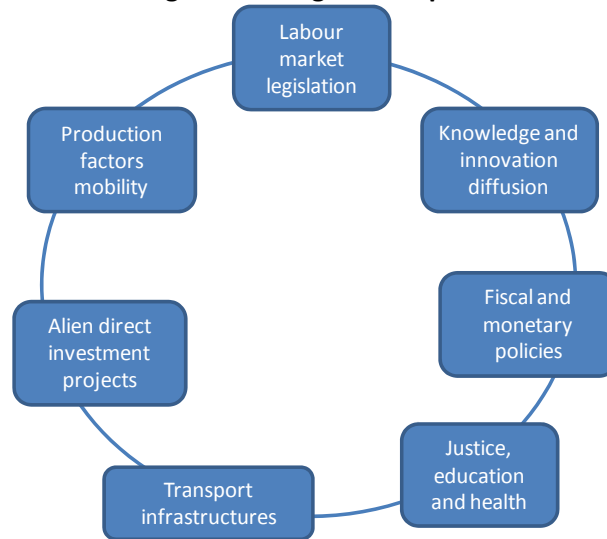 Labour
market
legislation
Knowledge and
innovation
diffusion
Fiscal and
monetary
policies
Justice,
education
and health
Transport
infrastructures
Alien direct
investment
projects
Production
factors
mobility